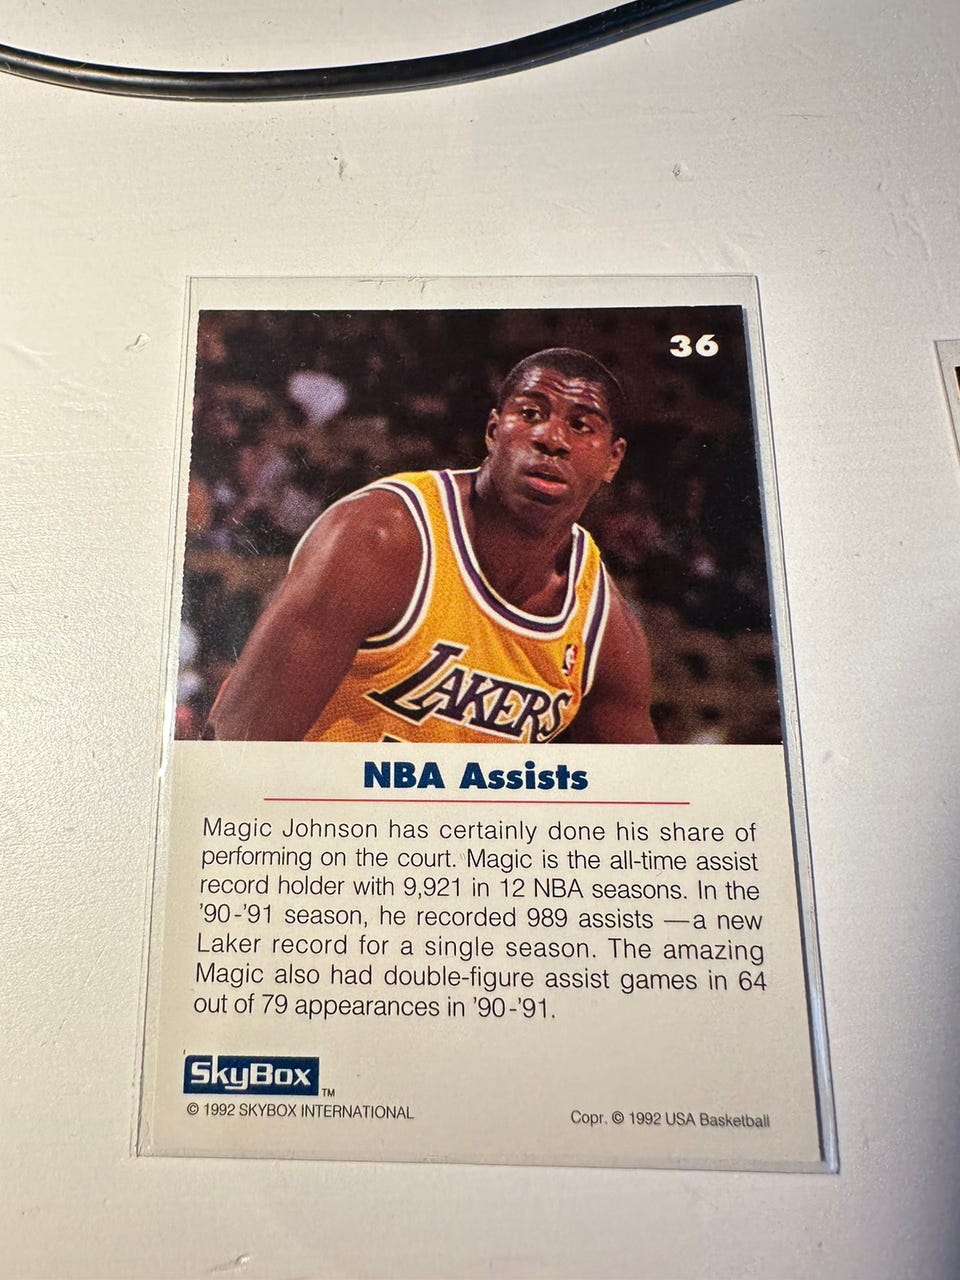 36
LAKERS
NBA Assists
Magic Johnson has certainly done his share of
performing on the court. Magic is the all-time assist
record holder with 9,921 in 12 NBA seasons. In the
'90-'91 season, he recorded 989 assists —a new
Laker record for a single season. The amazing
Magic also had double-figure assist games in 64
out of 79 appearances in '90-'91.
SkyBox TM
© 1992 SKYBOX INTERNATIONAL
Copr. © 1992 USA Basketball